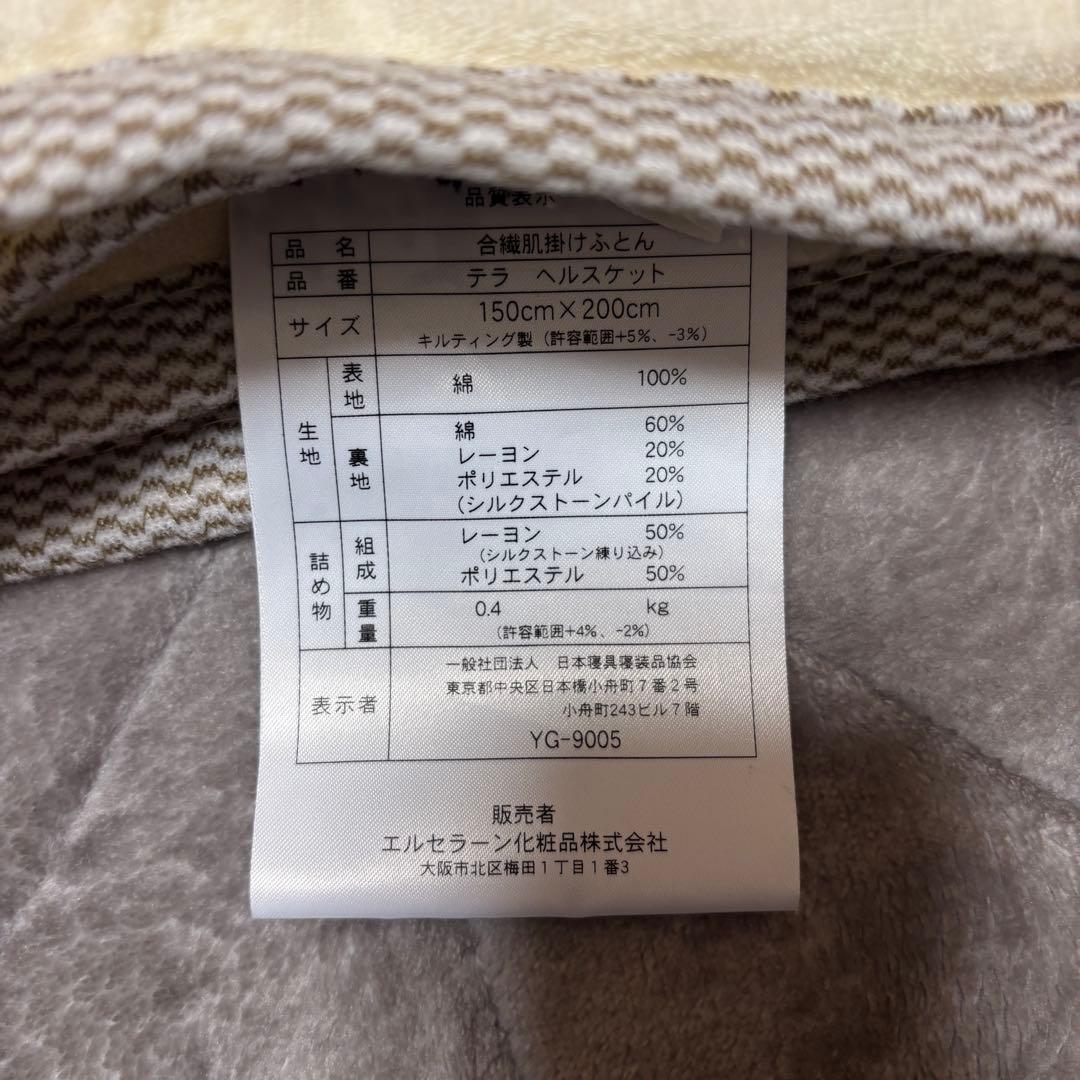 品質表示
品 名 合繊肌掛けふとん
品 番 テラ ヘルスケット
サイズ 150cm×200cm
キルティング製（許容範囲+5%、-3%）
生地 表地 綿 100%
裏地 綿 60%
レーヨン 20%
ポリエステル 20%
（シルクストーンパイル）
詰め物 組成 レーヨン 50%
（シルクストーン練り込み）
ポリエステル 50%
重量 0.4 kg
（許容範囲+4%、-2%）
表示者 一般社団法人 日本寝具寝装品協会
東京都中央区日本橋小舟町７番２号
小舟町243ビル７階
YG-9005
販売者
エルセラーン化粧品株式会社
大阪市北区梅田１丁目１番3